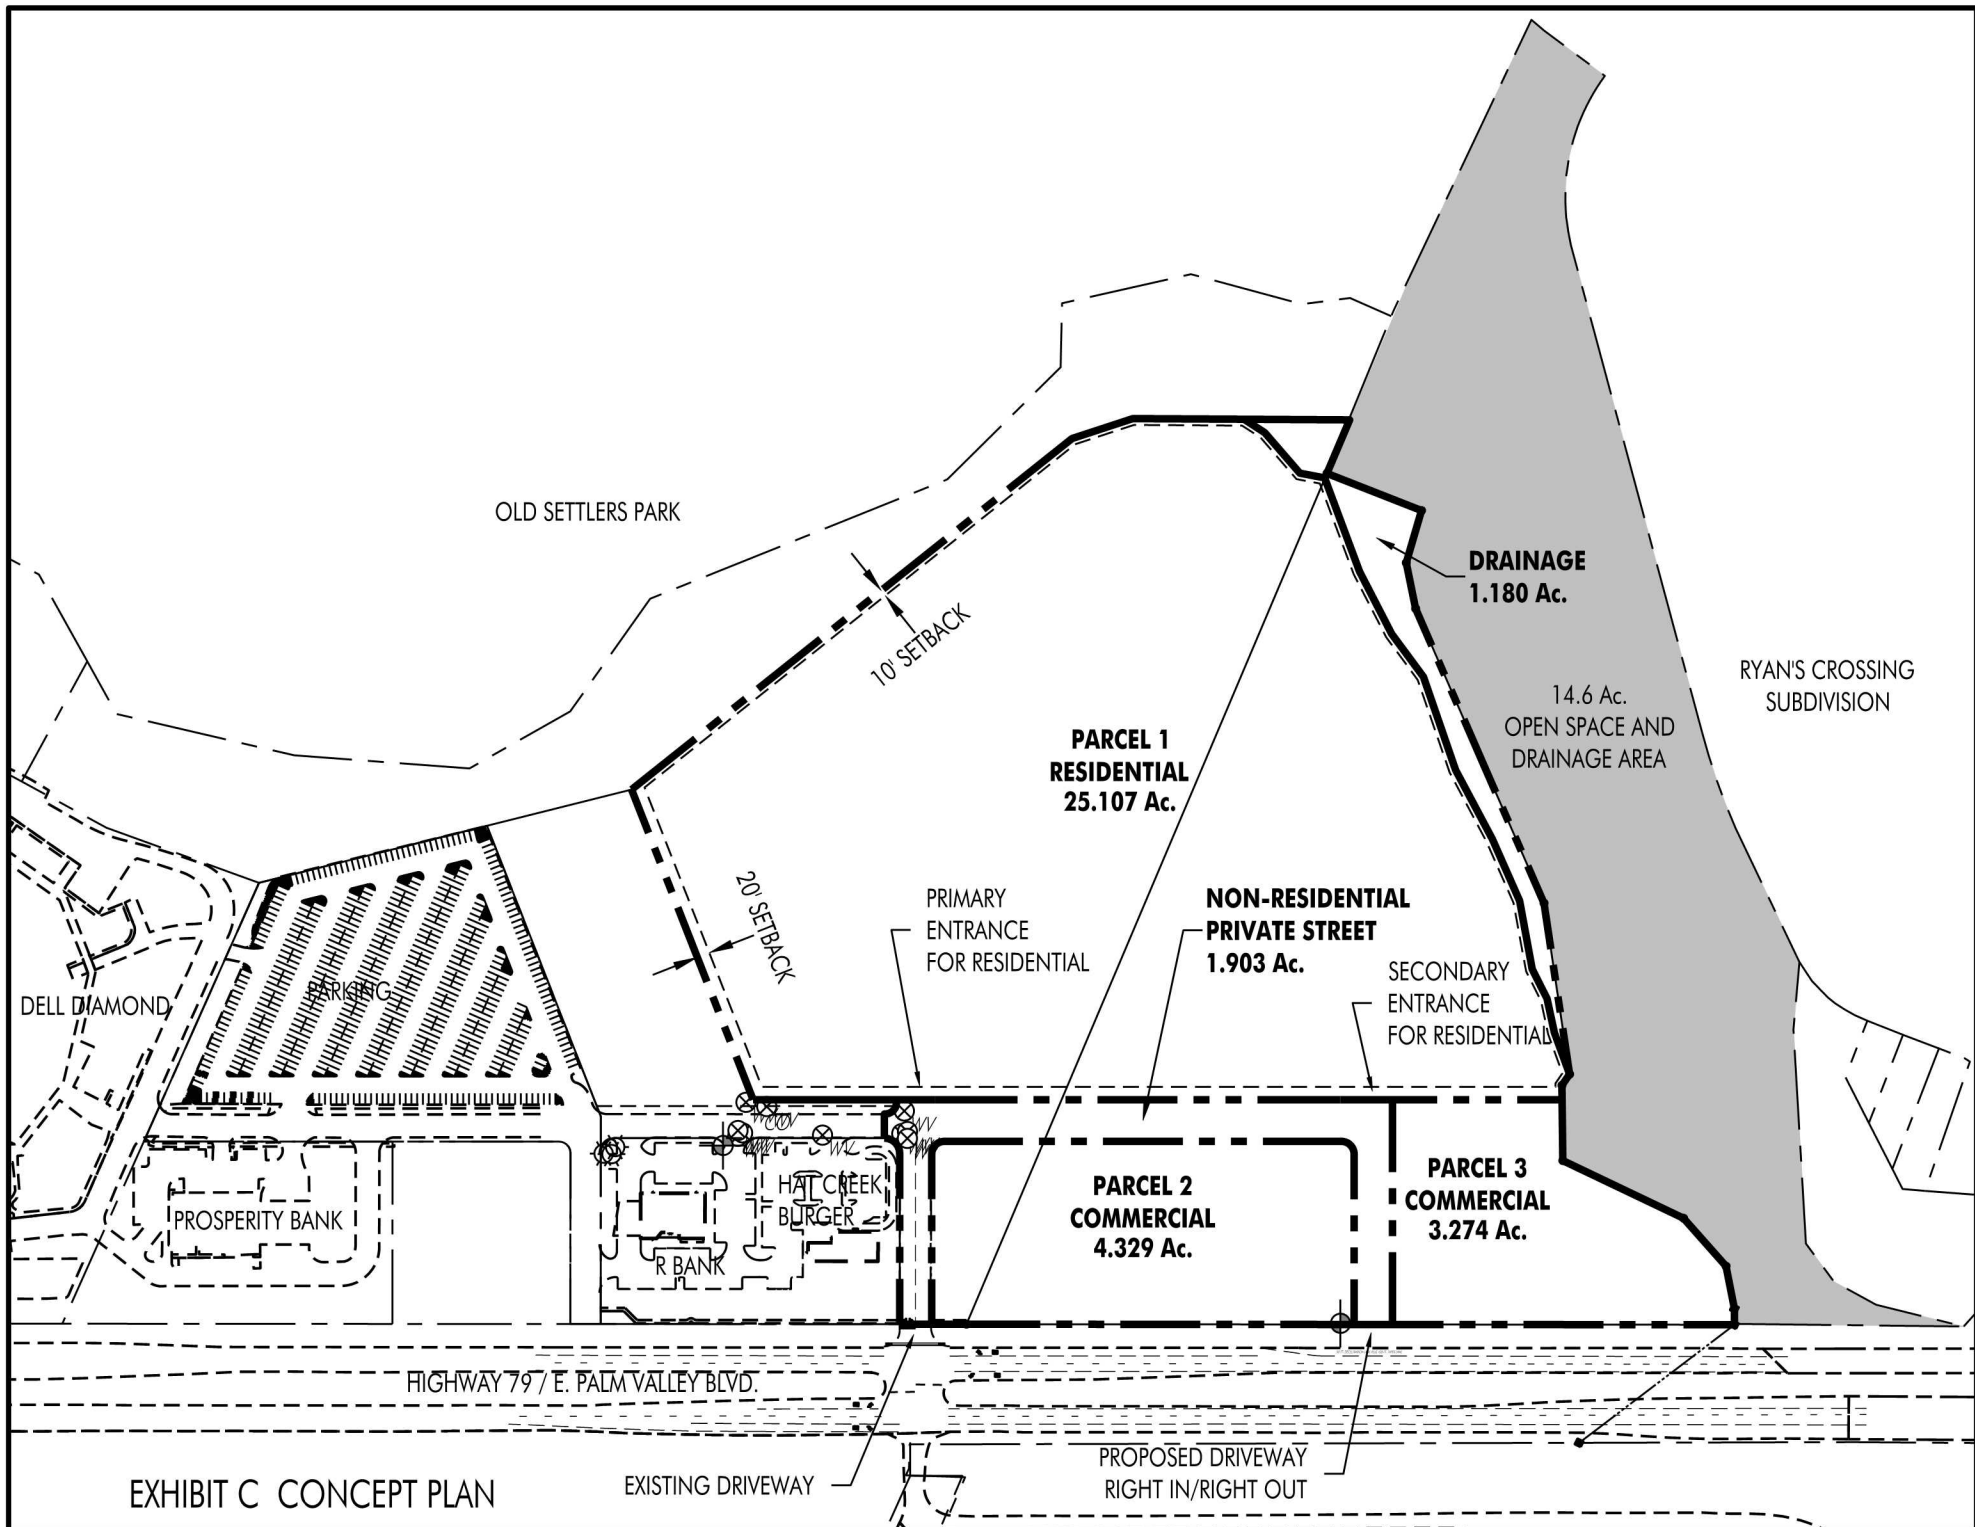 OLD SETTLERS PARK
10' SETBACK
DRAINAGE
1.180 Ac.
RYAN'S CROSSING
SUBDIVISION
14.6 Ac.
OPEN SPACE AND
DRAINAGE AREA
PARCEL 1
RESIDENTIAL
25.107 Ac.
20' SETBACK
PRIMARY
ENTRANCE
FOR RESIDENTIAL
NON-RESIDENTIAL
PRIVATE STREET
1.903 Ac.
SECONDARY
ENTRANCE
FOR RESIDENTIAL
DELL DIAMOND
PARKING
WV
WV
PARCEL 2
COMMERCIAL
4.329 Ac.
PARCEL 3
COMMERCIAL
3.274 Ac.
HAT CREEK
BURGER
PROSPERITY BANK
R BANK
HIGHWAY 79 / E. PALM VALLEY BLVD.
EXISTING DRIVEWAY
PROPOSED DRIVEWAY
RIGHT IN/RIGHT OUT
EXHIBIT C CONCEPT PLAN